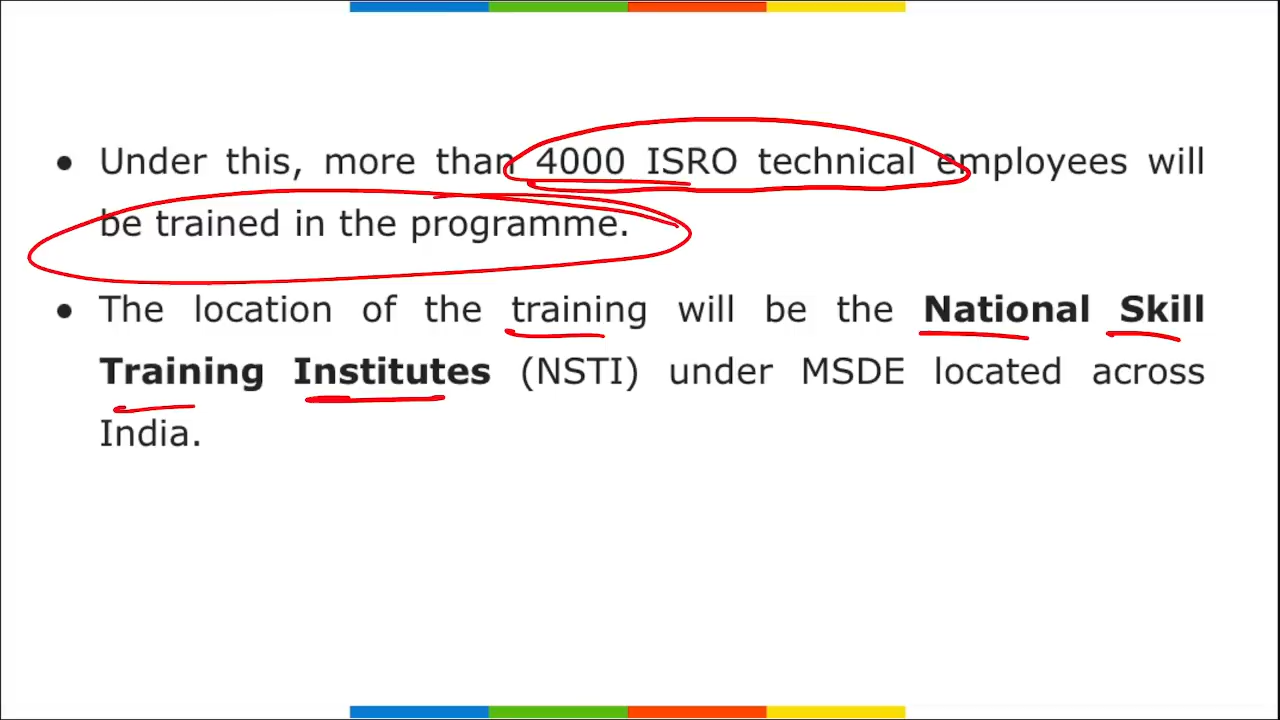 ● Under this, more than 4000 ISRO technical employees will
be trained in the programme.
● The location of the training will be the National Skill
Training Institutes (NSTI) under MSDE located across
India.